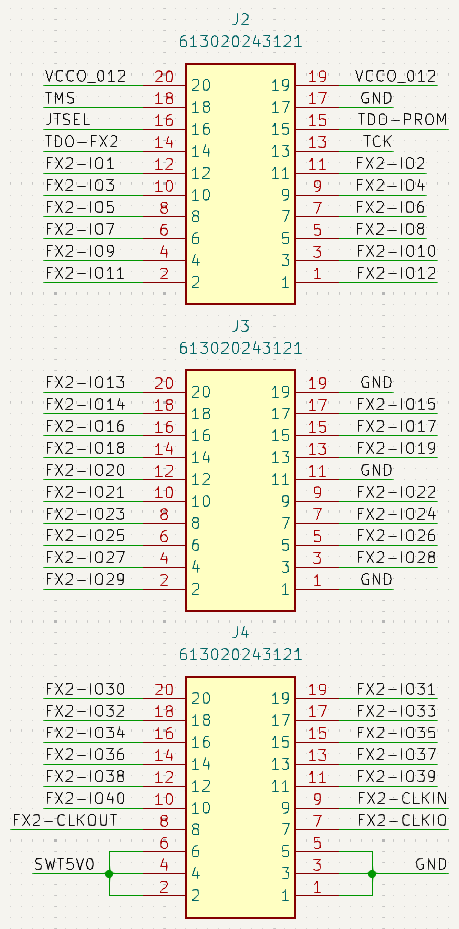 J2
613020243121
VCCO_012 20 20 19 19 VCCO_012
TMS 18 18 17 17 GND
JTSEL 16 16 15 15 TDO-PROM
TDO-FX2 14 14 13 13 TCK
FX2-IO1 12 12 11 11 FX2-IO2
FX2-IO3 10 10 9 9 FX2-IO4
FX2-IO5 8 8 7 7 FX2-IO6
FX2-IO7 6 6 5 5 FX2-IO8
FX2-IO9 4 4 3 3 FX2-IO10
FX2-IO11 2 2 1 1 FX2-IO12
J3
613020243121
FX2-IO13 20 20 19 19 GND
FX2-IO14 18 18 17 17 FX2-IO15
FX2-IO16 16 16 15 15 FX2-IO17
FX2-IO18 14 14 13 13 FX2-IO19
FX2-IO20 12 12 11 11 GND
FX2-IO21 10 10 9 9 FX2-IO22
FX2-IO23 8 8 7 7 FX2-IO24
FX2-IO25 6 6 5 5 FX2-IO26
FX2-IO27 4 4 3 3 FX2-IO28
FX2-IO29 2 2 1 1 GND
J4
613020243121
FX2-IO30 20 20 19 19 FX2-IO31
FX2-IO32 18 18 17 17 FX2-IO33
FX2-IO34 16 16 15 15 FX2-IO35
FX2-IO36 14 14 13 13 FX2-IO37
FX2-IO38 12 12 11 11 FX2-IO39
FX2-IO40 10 10 9 9 FX2-CLKIN
FX2-CLKOUT 8 8 7 7 FX2-CLKIO
6 6 5 5
SWT5V0 4 4 3 3 GND
2 2 1 1